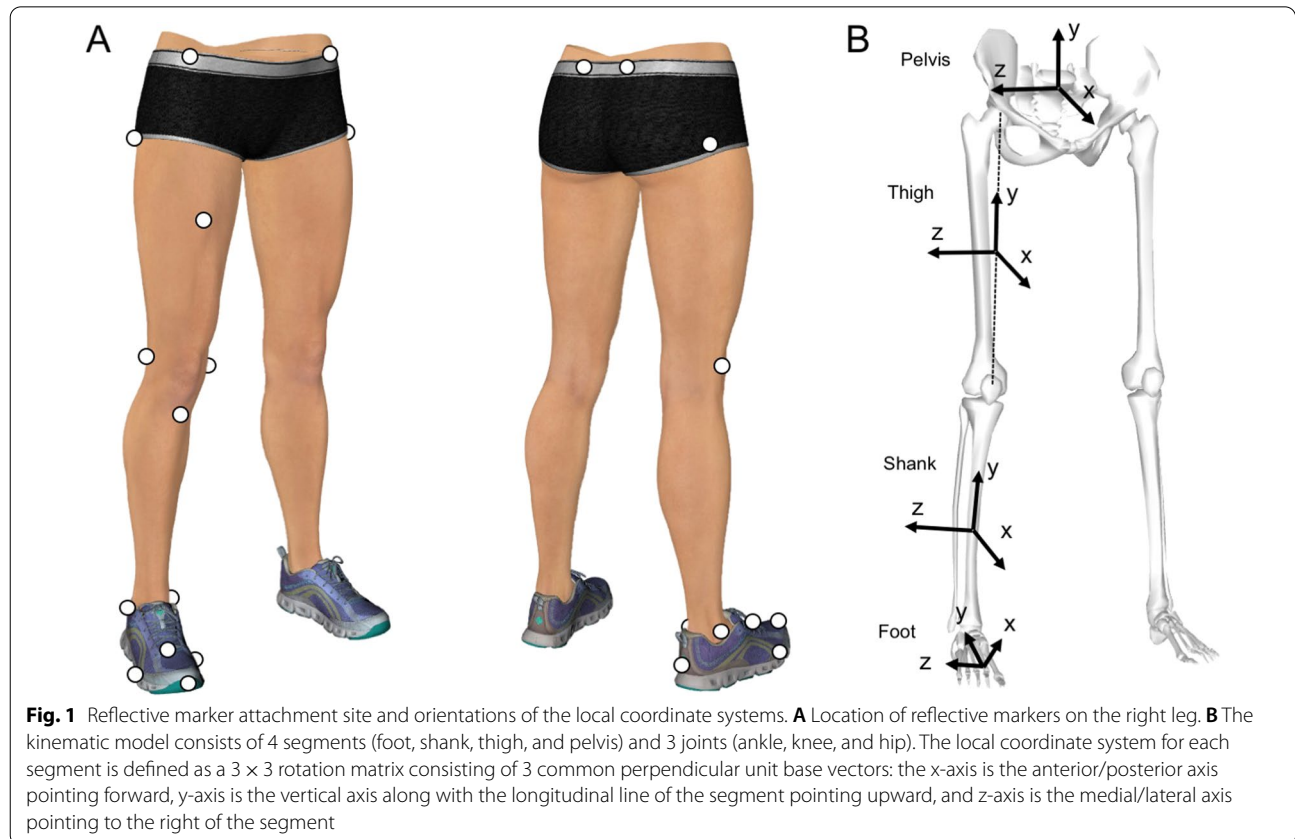 A
B
Pelvis
y
z
x
Thigh
y
z
x
Shank
y
z
x
Foot
y
x
z
Fig. 1 Reflective marker attachment site and orientations of the local coordinate systems. A Location of reflective markers on the right leg. B The
kinematic model consists of 4 segments (foot, shank, thigh, and pelvis) and 3 joints (ankle, knee, and hip). The local coordinate system for each
segment is defined as a 3 × 3 rotation matrix consisting of 3 common perpendicular unit base vectors: the x-axis is the anterior/posterior axis
pointing forward, y-axis is the vertical axis along with the longitudinal line of the segment pointing upward, and z-axis is the medial/lateral axis
pointing to the right of the segment